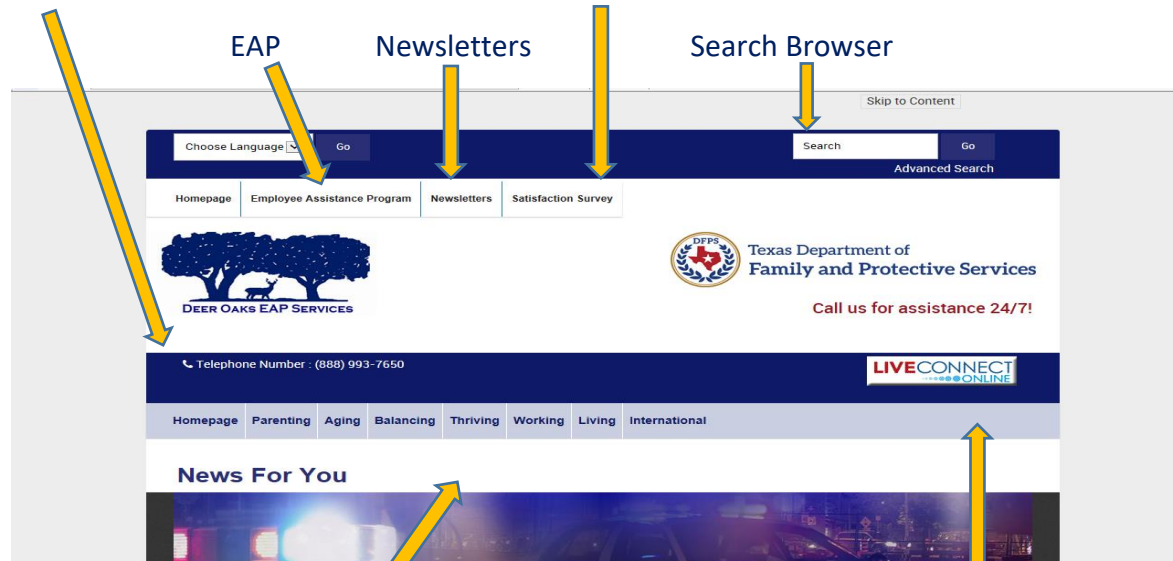 EAP Newsletters Search Browser
Skip to Content
Choose Language Go Search Go
Advanced Search
Homepage Employee Assistance Program Newsletters Satisfaction Survey
DFPS
Texas Department of
Family and Protective Services
DEER OAKS EAP SERVICES
Call us for assistance 24/7!
Telephone Number : (888) 993-7650
LIVECONNECT
ONLINE
Homepage Parenting Aging Balancing Thriving Working Living International
News For You